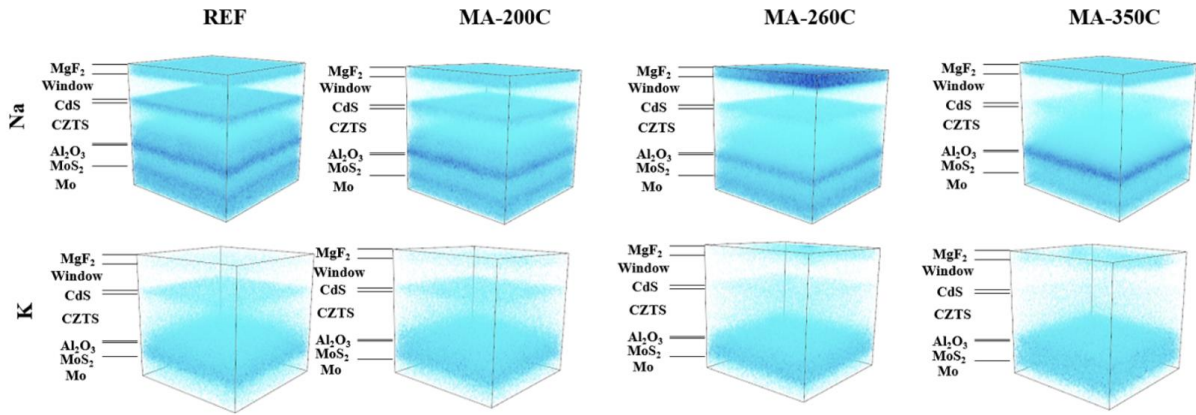 REF MA-200C MA-260C MA-350C
Na
MgF2
Window
CdS
CZTS
Al2O3
MoS2
Mo
MgF2
Window
CdS
CZTS
Al2O3
MoS2
Mo
MgF2
Window
CdS
CZTS
Al2O3
MoS2
Mo
MgF2
Window
CdS
CZTS
Al2O3
MoS2
Mo
K
MgF2
Window
CdS
CZTS
Al2O3
MoS2
Mo
MgF2
Window
CdS
CZTS
Al2O3
MoS2
Mo
MgF2
Window
CdS
CZTS
Al2O3
MoS2
Mo
MgF2
Window
CdS
CZTS
Al2O3
MoS2
Mo